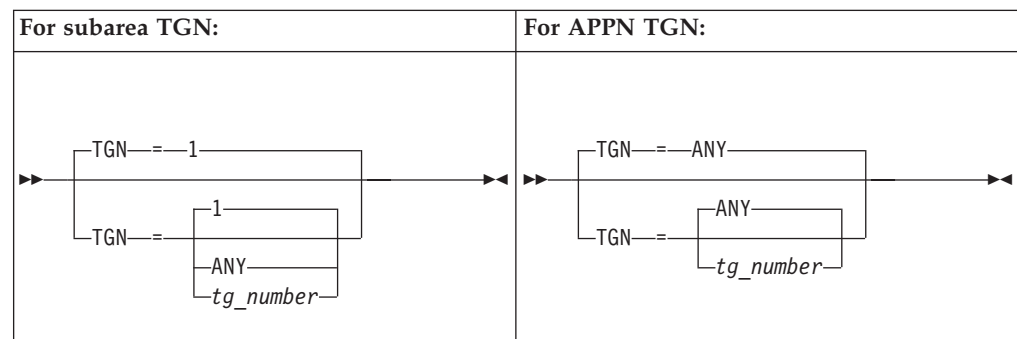 For subarea TGN:
For APPN TGN:
TGN = 1
TGN =
1
ANY
tg_number
TGN = ANY
TGN =
ANY
tg_number